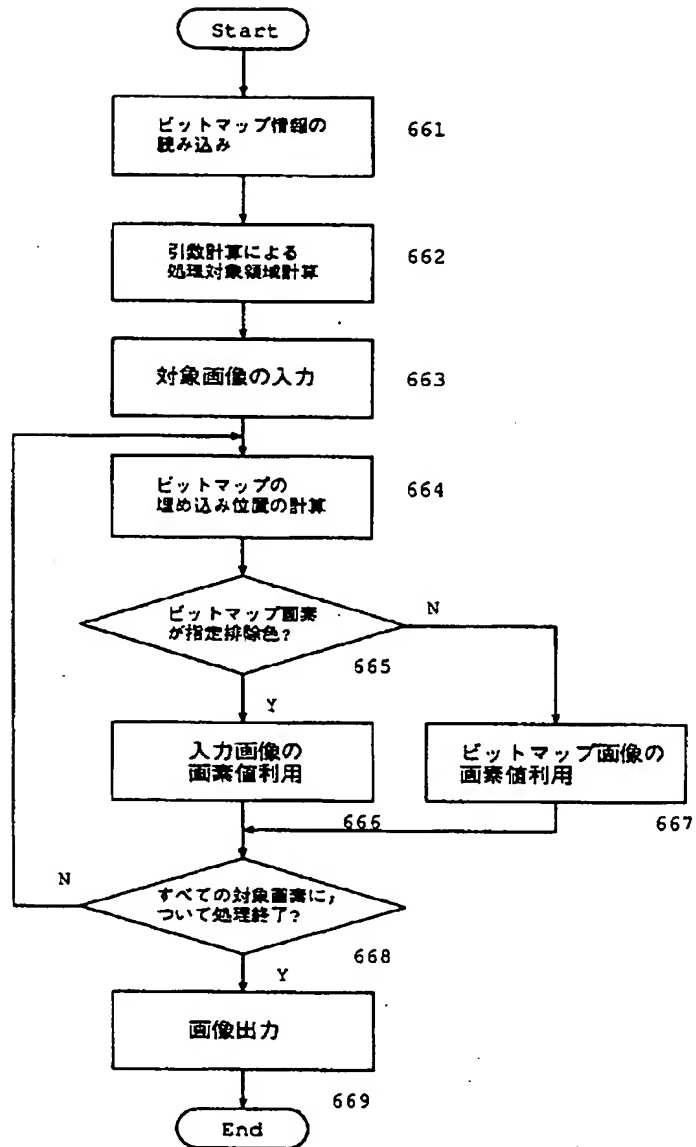 Start
ビットマップ情報の
読み込み
661
引数計算による
処理対象領域計算
662
対象画像の入力
663
ビットマップの
埋め込み位置の計算
664
ビットマップ画素
が指定排除色?
N
665
Y
入力画像の
画素値利用
666
ビットマップ画像の
画素値利用
667
N
すべての対象画素に,
ついて処理終了?
668
Y
画像出力
669
End